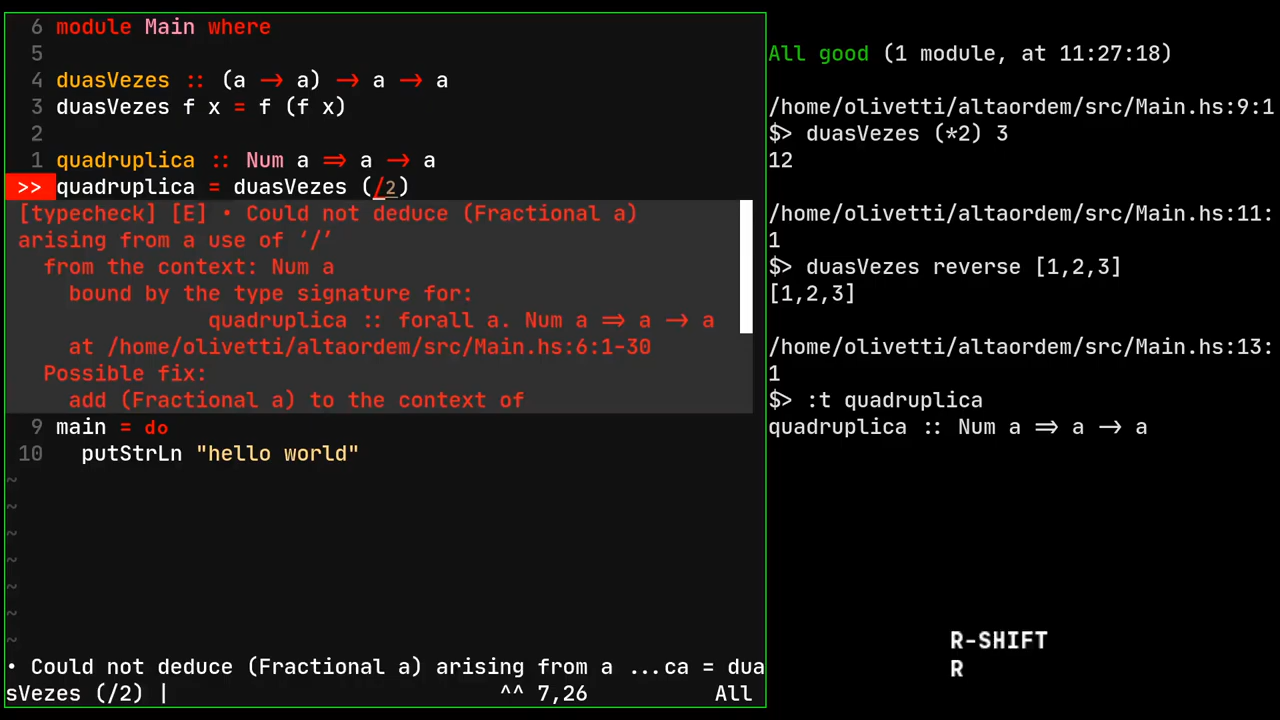 6 module Main where
5
4 duasVezes :: (a → a) → a → a
3 duasVezes f x = f (f x)
2
1 quadruplica :: Num a ⇒ a → a
>> quadruplica = duasVezes (/2)
[typecheck] [E] • Could not deduce (Fractional a)
arising from a use of ‘/’
from the context: Num a
bound by the type signature for:
quadruplica :: forall a. Num a ⇒ a → a
at /home/olivetti/altaordem/src/Main.hs:6:1-30
Possible fix:
add (Fractional a) to the context of
9 main = do
10 putStrLn "hello world"
~
~
~
~
~
~
~
• Could not deduce (Fractional a) arising from a ...ca = dua
sVezes (/2) | ^^ 7,26 All
All good (1 module, at 11:27:18)
/home/olivetti/altaordem/src/Main.hs:9:1
$> duasVezes (*2) 3
12
/home/olivetti/altaordem/src/Main.hs:11:
1
$> duasVezes reverse [1,2,3]
[1,2,3]
/home/olivetti/altaordem/src/Main.hs:13:
1
$> :t quadruplica
quadruplica :: Num a ⇒ a → a
R-SHIFT
R